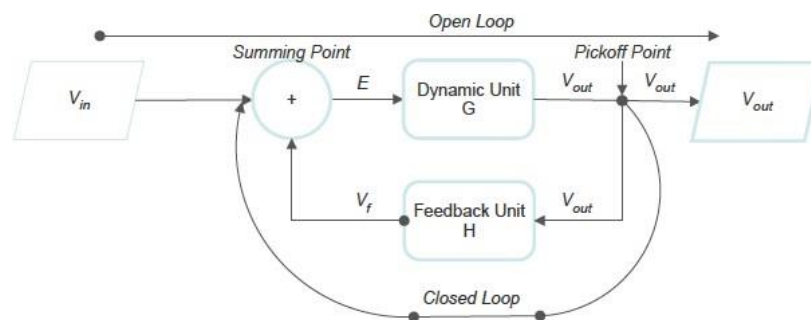 Open Loop
Summing Point
Pickoff Point
V_in
+
E
Dynamic Unit
G
V_out
V_out
V_out
V_f
Feedback Unit
H
V_out
Closed Loop